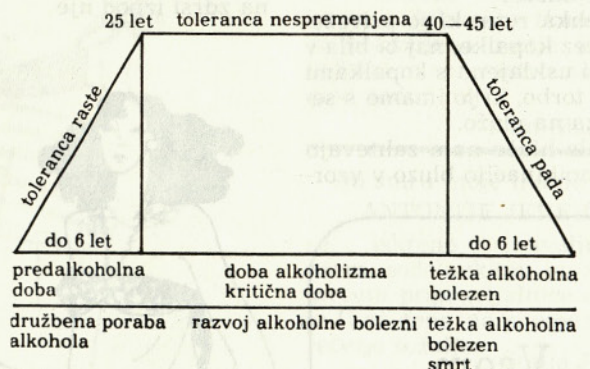 25 let toleranca nespremenjena 40—45 let
toleranca raste
toleranca pada
do 6 let
do 6 let
predalkoholna
doba
doba alkoholizma
kritična doba
težka alkoholna
bolezen
družbena poraba
alkohola
razvoj alkoholne bolezni
težka alkoholna
bolezen
smrt